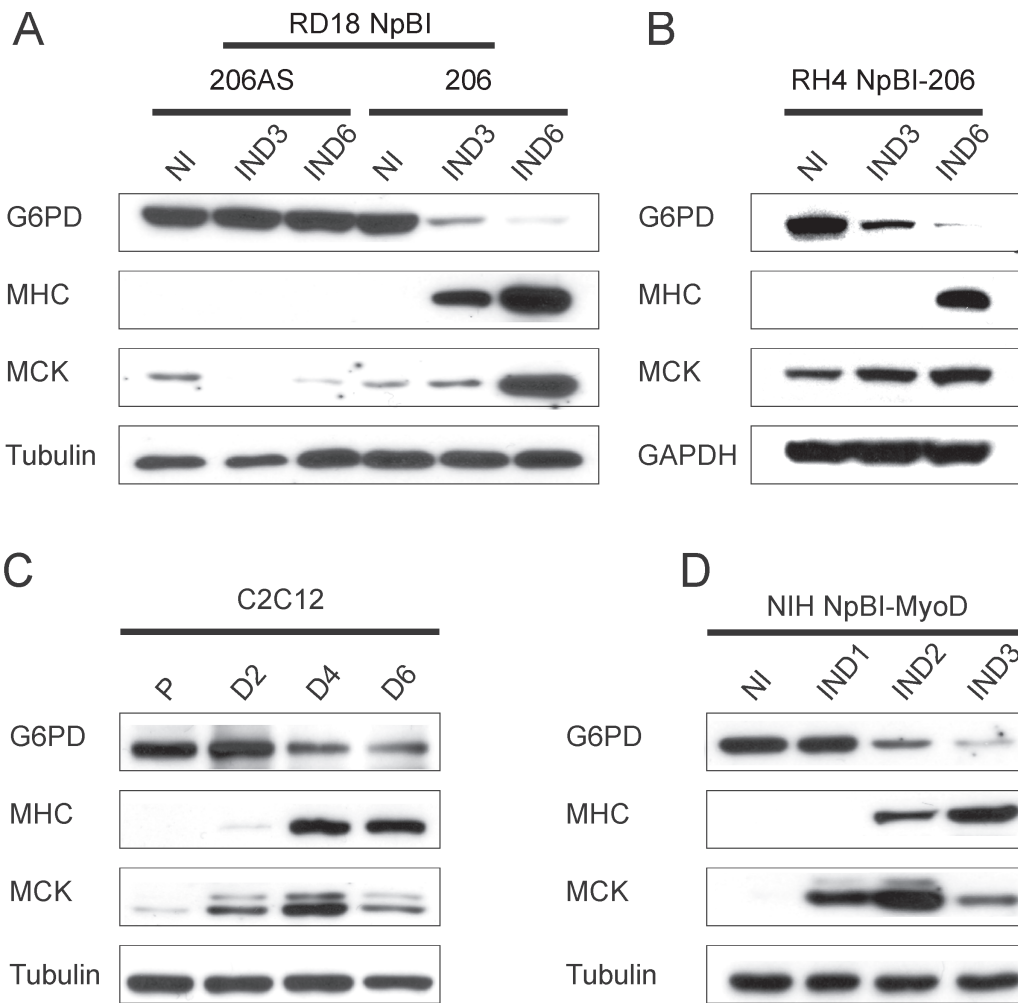 A
RD18 NpBI
206AS 206
NI IND3 IND6 NI IND3 IND6
G6PD
MHC
MCK
Tubulin
B
RH4 NpBI-206
NI IND3 IND6
G6PD
MHC
MCK
GAPDH
C
C2C12
P D2 D4 D6
G6PD
MHC
MCK
Tubulin
D
NIH NpBI-MyoD
NI IND1 IND2 IND3
G6PD
MHC
MCK
Tubulin